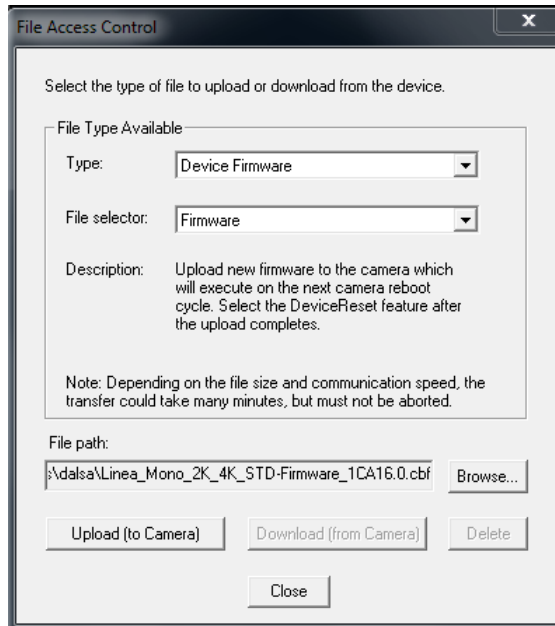 File Access Control
x
Select the type of file to upload or download from the device.
File Type Available
Type:
Device Firmware
File selector:
Firmware
Description:
Upload new firmware to the camera which
will execute on the next camera reboot
cycle. Select the DeviceReset feature after
the upload completes.
Note: Depending on the file size and communication speed, the
transfer could take many minutes, but must not be aborted.
File path:
\dalsa\Linea_Mono_2K_4K_STD-Firmware_1CA16.0.cbf
Browse...
Upload (to Camera)
Download (from Camera)
Delete
Close